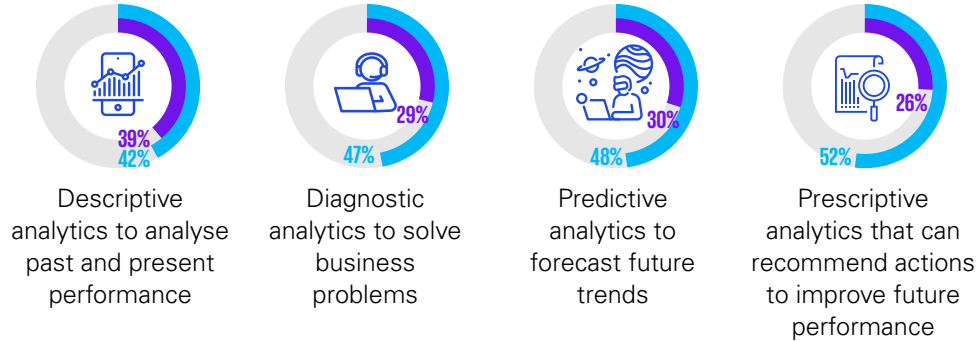 39%
42%
Descriptive
analytics to analyse
past and present
performance
29%
47%
Diagnostic
analytics to solve
business
problems
30%
48%
Predictive
analytics to
forecast future
trends
26%
52%
Prescriptive
analytics that can
recommend actions
to improve future
performance